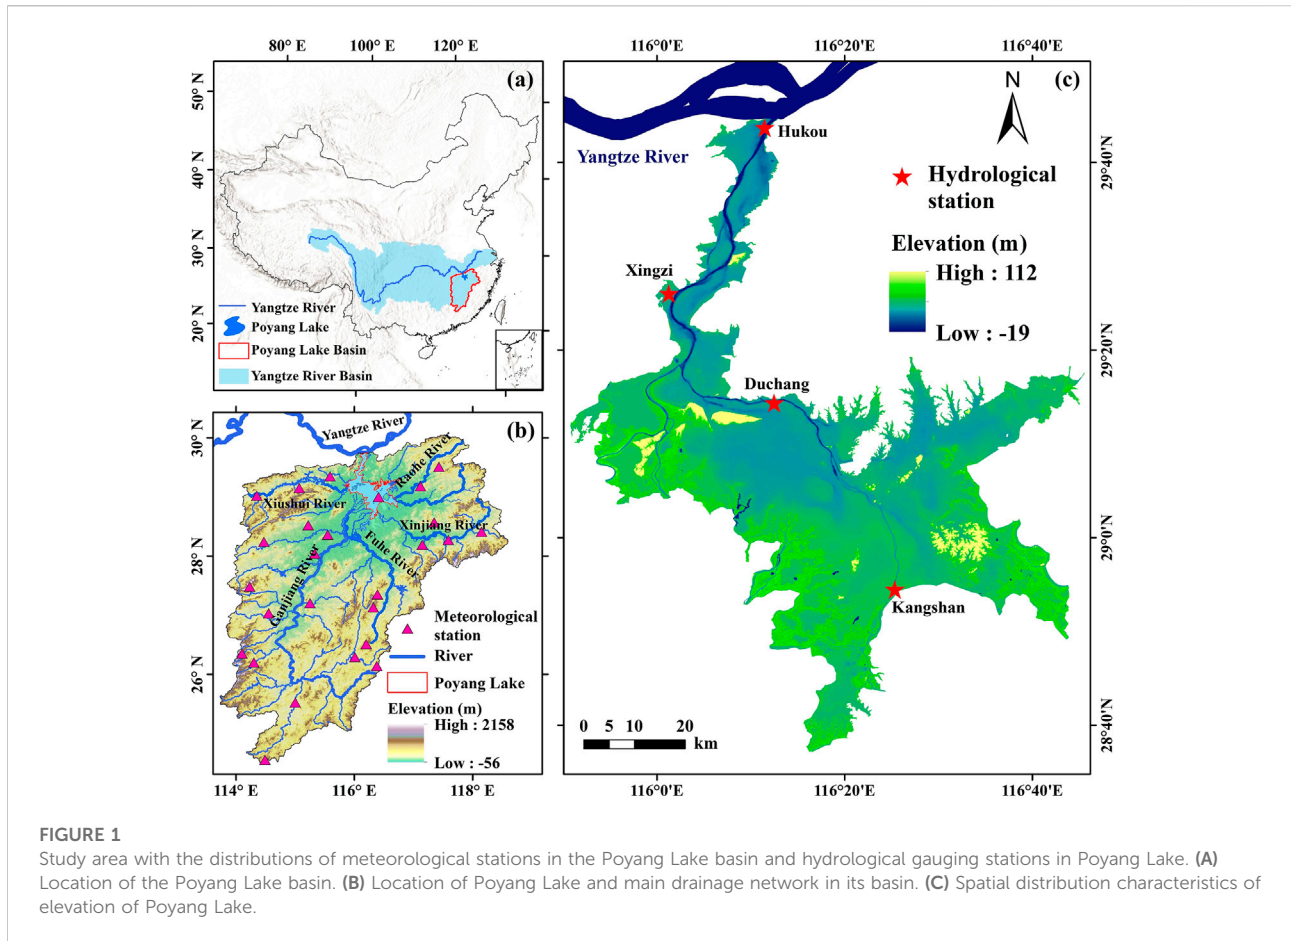 80° E 100° E 120° E
50° N
40° N
30° N
20° N
(a)
Yangtze River
Poyang Lake
Poyang Lake Basin
Yangtze River Basin
30° N
28° N
26° N
(b)
Yangtze River
Raohe River
Xiushui River
Xinjiang River
Fuhe River
Ganjiang River
Meteorological
station
River
Poyang Lake
Elevation (m)
High : 2158
Low : -56
114° E 116° E 118° E
116°0'E 116°20'E 116°40'E
(c)
N
Hukou
Yangtze River
Hydrological
station
Elevation (m)
High : 112
Low : -19
Xingzi
Duchang
Kangshan
29°40'N
29°20'N
29°0'N
28°40'N
0 5 10 20
km
116°0'E 116°20'E 116°40'E
FIGURE 1
Study area with the distributions of meteorological stations in the Poyang Lake basin and hydrological gauging stations in Poyang Lake. (A)
Location of the Poyang Lake basin. (B) Location of Poyang Lake and main drainage network in its basin. (C) Spatial distribution characteristics of
elevation of Poyang Lake.